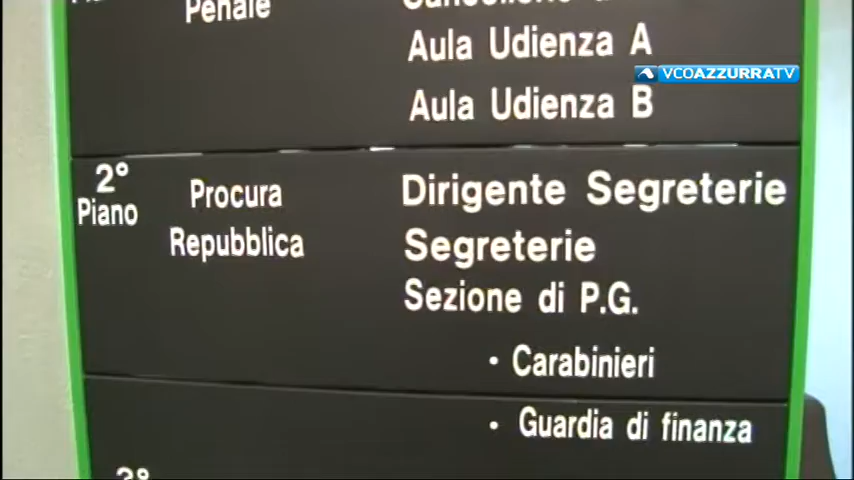 Penale
Aula Udienza A
VCOAZZURRATV
Aula Udienza B
2°
Piano
Procura
Repubblica
Dirigente Segreterie
Segreterie
Sezione di P.G.
• Carabinieri
• Guardia di finanza
3°